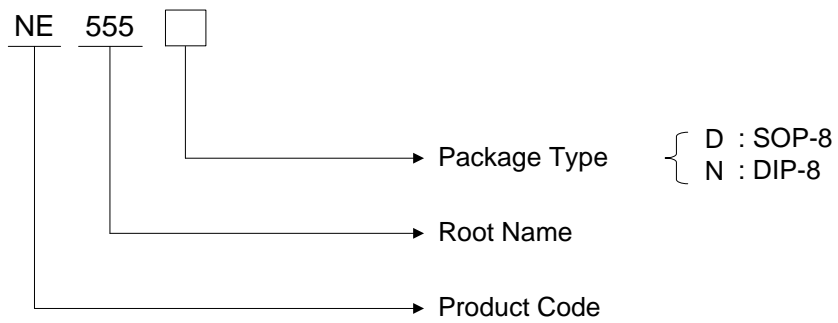 NE 555
Package Type
D : SOP-8
N : DIP-8
Root Name
Product Code